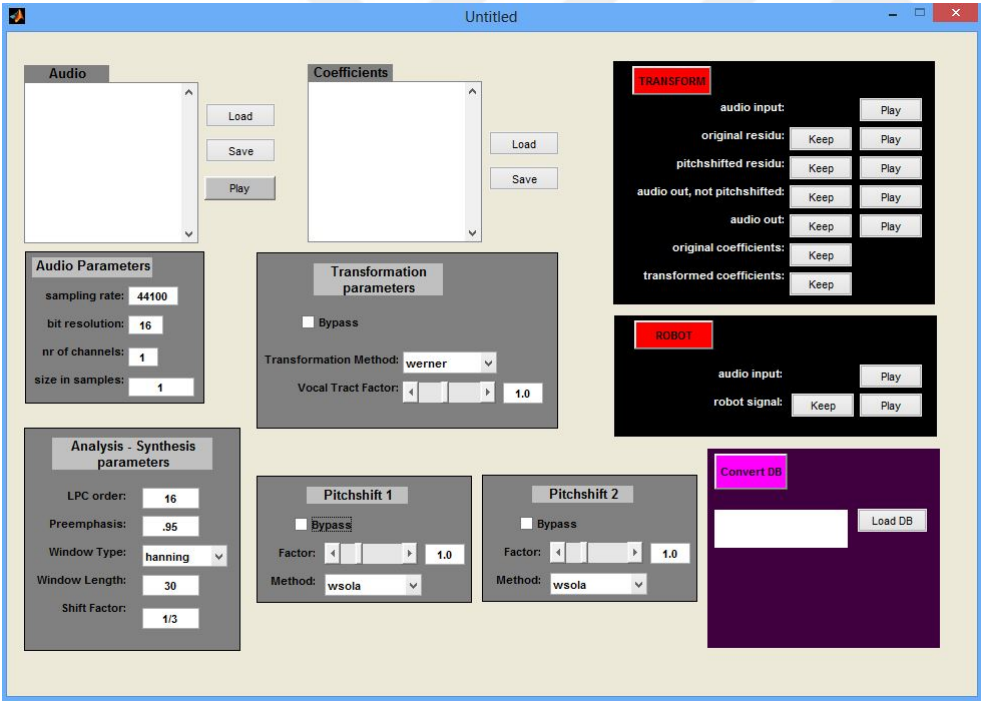 Untitled
Audio
Load
Save
Play
Coefficients
Load
Save
TRANSFORM
audio input:
Play
original residu:
Keep
Play
pitchshifted residu:
Keep
Play
audio out, not pitchshifted:
Keep
Play
audio out:
Keep
Play
original coefficients:
Keep
transformed coefficients:
Keep
Audio Parameters
sampling rate: 44100
bit resolution: 16
nr of channels: 1
size in samples: 1
Transformation
parameters
Bypass
Transformation Method: werner
Vocal Tract Factor: 1.0
ROBOT
audio input:
Play
robot signal:
Keep
Play
Analysis - Synthesis
parameters
LPC order: 16
Preemphasis: .95
Window Type: hanning
Window Length: 30
Shift Factor: 1/3
Pitchshift 1
Bypass
Factor: 1.0
Method: wsola
Pitchshift 2
Bypass
Factor: 1.0
Method: wsola
Convert DB
Load DB